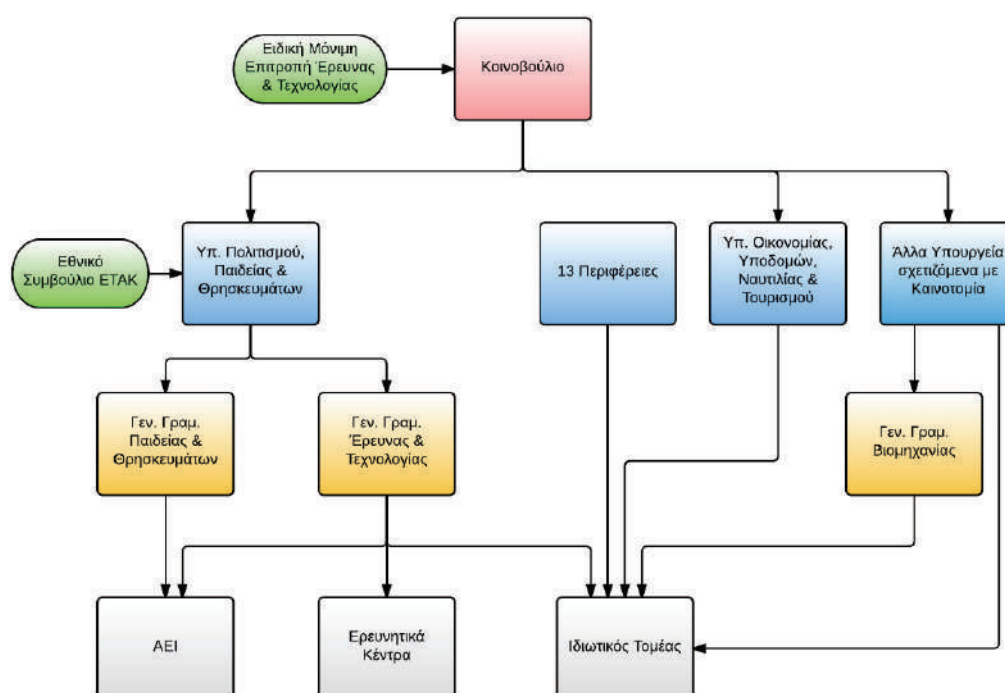 Ειδική Μόνιμη
Επιτροπή Έρευνας
& Τεχνολογίας
Κοινοβούλιο
Εθνικό
Συμβούλιο ΕΤΑΚ
Υπ. Πολιτισμού,
Παιδείας &
Θρησκευμάτων
13 Περιφέρειες
Υπ. Οικονομίας,
Υποδομών,
Ναυτιλίας &
Τουρισμού
Άλλα Υπουργεία
σχετιζόμενα με
Καινοτομία
Γεν. Γραμ.
Παιδείας &
Θρησκευμάτων
Γεν. Γραμ.
Έρευνας &
Τεχνολογίας
Γεν. Γραμ.
Βιομηχανίας
ΑΕΙ
Ερευνητικά
Κέντρα
Ιδιωτικός Τομέας